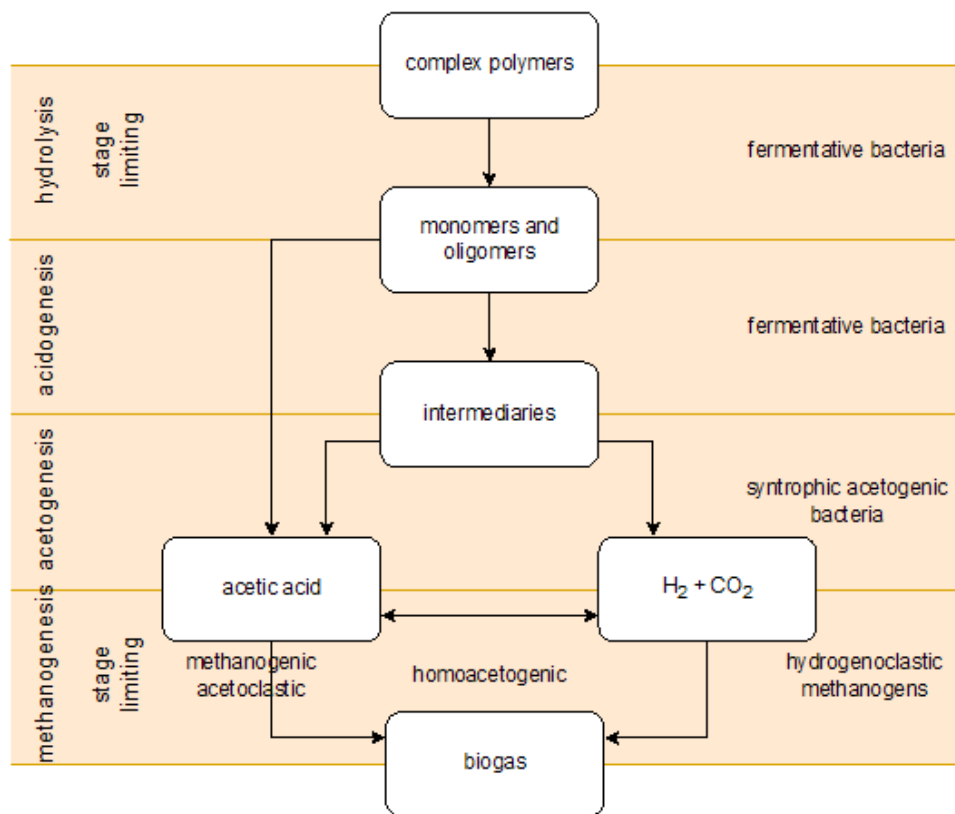 complex polymers
hydrolysis
stage
limiting
fermentative bacteria
monomers and
oligomers
acidogenesis
fermentative bacteria
intermediaries
acetogenesis
syntrophic acetogenic
bacteria
acetic acid
H₂ + CO₂
methanogenesis
stage
limiting
methanogenic
acetoclastic
homoacetogenic
hydrogenoclastic
methanogens
biogas